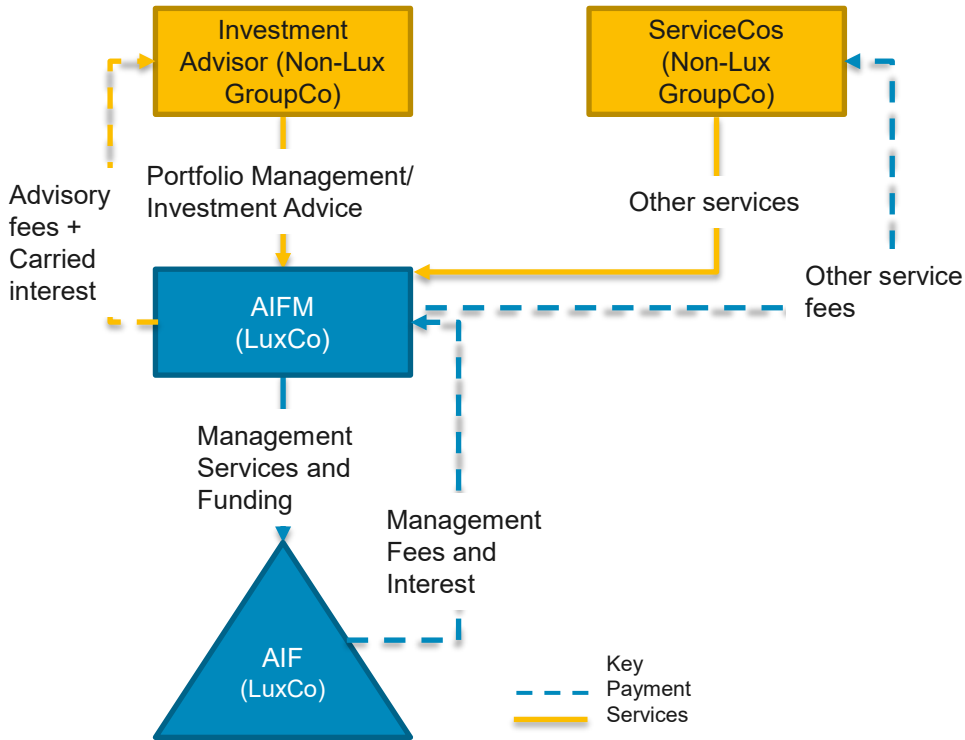 Investment
Advisor (Non-Lux
GroupCo)
ServiceCos
(Non-Lux
GroupCo)
Advisory
fees +
Carried
interest
Portfolio Management/
Investment Advice
Other services
Other service
fees
AIFM
(LuxCo)
Management
Services and
Funding
Management
Fees and
Interest
AIF
(LuxCo)
Key
Payment
Services